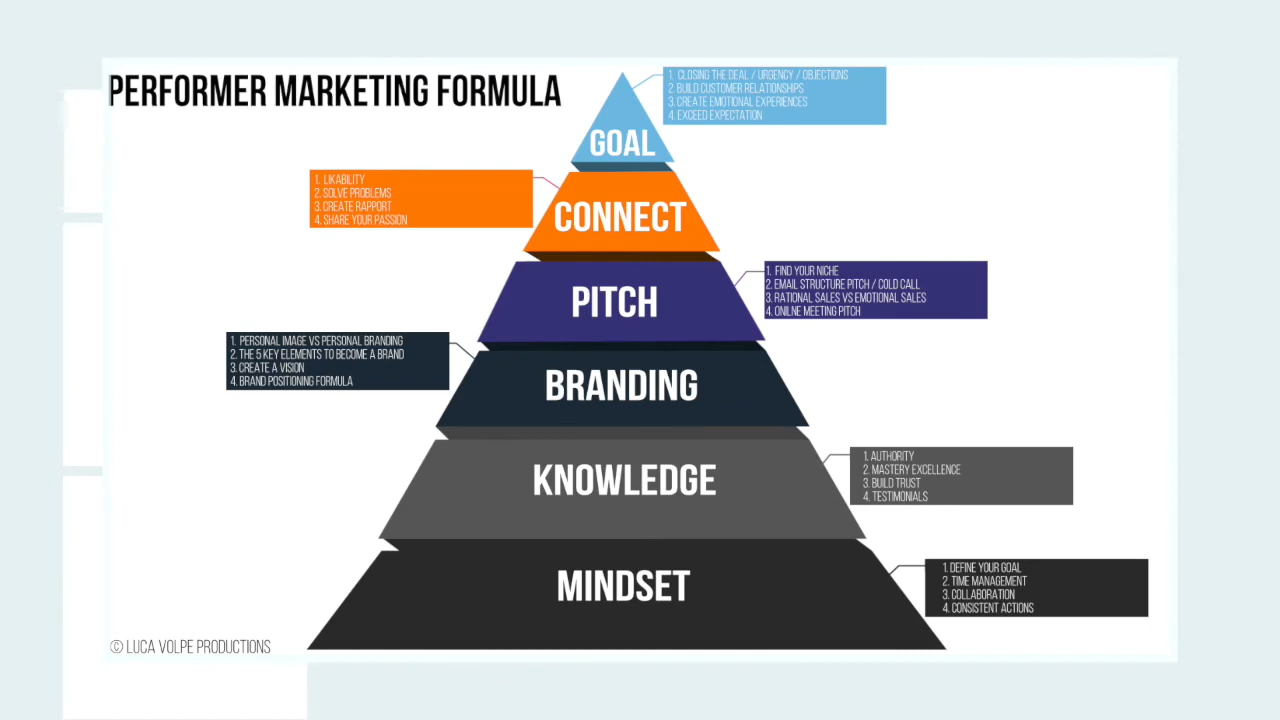 PERFORMER MARKETING FORMULA
1. CLOSING THE DEAL / URGENCY / OBJECTIONS
2. BUILD CUSTOMER RELATIONSHIPS
3. CREATE EMOTIONAL EXPERIENCES
4. EXCEED EXPECTATION
GOAL
1. LIKABILITY
2. SOLVE PROBLEMS
3. CREATE RAPPORT
4. SHARE YOUR PASSION
CONNECT
1. FIND YOUR NICHE
2. EMAIL STRUCTURE PITCH / COLD CALL
3. RATIONAL SALES VS EMOTIONAL SALES
4. ONILNE MEETING PITCH
PITCH
1. PERSONAL IMAGE VS PERSONAL BRANDING
2. THE 5 KEY ELEMENTS TO BECOME A BRAND
3. CREATE A VISION
4. BRAND POSITIONING FORMULA
BRANDING
1. AUTHORITY
2. MASTERY EXCELLENCE
3. BUILD TRUST
4. TESTIMONIALS
KNOWLEDGE
1. DEFINE YOUR GOAL
2. TIME MANAGEMENT
3. COLLABORATION
4. CONSISTENT ACTIONS
MINDSET
© LUCA VOLPE PRODUCTIONS